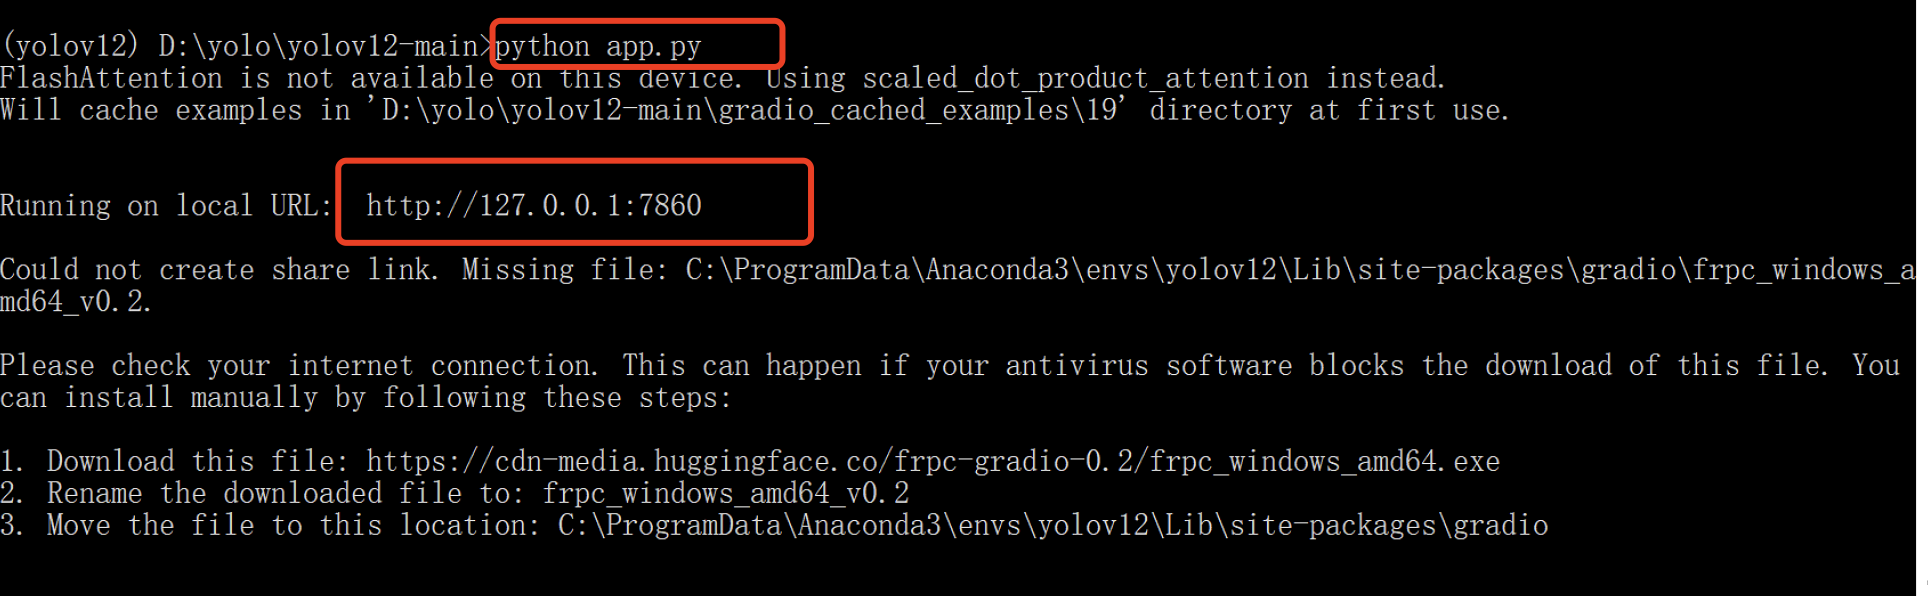 (yolov12) D:\yolo\yolov12-main>python app.py
FlashAttention is not available on this device. Using scaled_dot_product_attention instead.
Will cache examples in 'D:\yolo\yolov12-main\gradio_cached_examples\19' directory at first use.
Running on local URL:  http://127.0.0.1:7860
Could not create share link. Missing file: C:\ProgramData\Anaconda3\envs\yolov12\Lib\site-packages\gradio\frpc_windows_a
md64_v0.2.
Please check your internet connection. This can happen if your antivirus software blocks the download of this file. You
can install manually by following these steps:
1. Download this file: https://cdn-media.huggingface.co/frpc-gradio-0.2/frpc_windows_amd64.exe
2. Rename the downloaded file to: frpc_windows_amd64_v0.2
3. Move the file to this location: C:\ProgramData\Anaconda3\envs\yolov12\Lib\site-packages\gradio